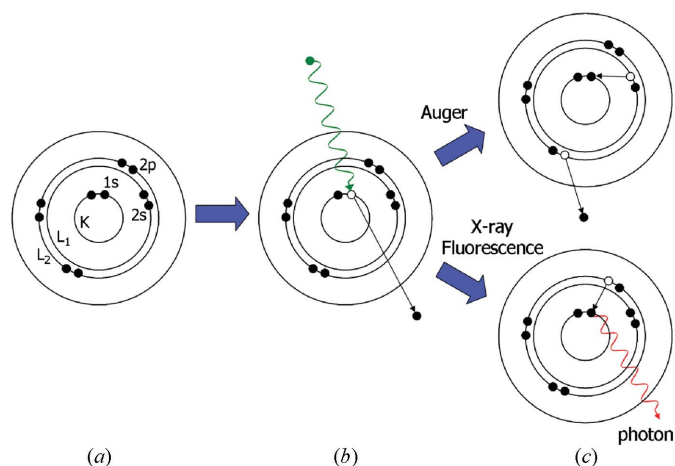 2p
1s
2s
K
L1
L2
Auger
X-ray
Fluorescence
photon
(a)
(b)
(c)